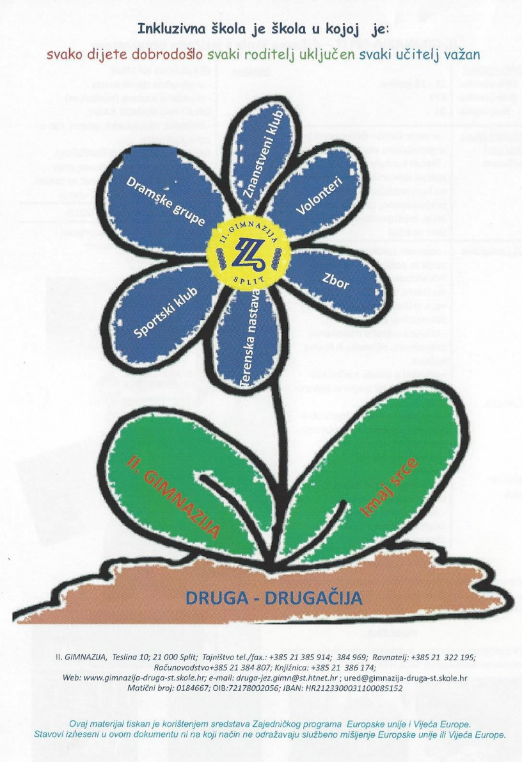 Inkluzivna škola je škola u kojoj je:
svako dijete dobrodošlo svaki roditelj uključen svaki učitelj važan
Znanstveni klub
Dramske grupe
Volonteri
II. GIMNAZIJA
SPLIT
Zbor
Sportski klub
Terenska nastava
II. GIMNAZIJA
Imaj srce
DRUGA - DRUGAČIJA
II. GIMNAZIJA, Teslina 10; 21 000 Split; Tajništvo tel./fax.: +385 21 385 914; 384 969; Ravnatelj: +385 21 322 195;
Računovodstvo+385 21 384 807; Knjižnica: +385 21 386 174;
Web: www.gimnazija-druga-st.skole.hr; e-mail: druga-jez.gimn@st.htnet.hr ; ured@gimnazija-druga-st.skole.hr
Matični broj: 0184667; OIB:72178002056; IBAN: HR2123300031100085152
Ovaj materijal tiskan je korištenjem sredstava Zajedničkog programa Europske unije i Vijeća Europe.
Stavovi izneseni u ovom dokumentu ni na koji način ne odražavaju službeno mišljenje Europske unije ili Vijeća Europe.